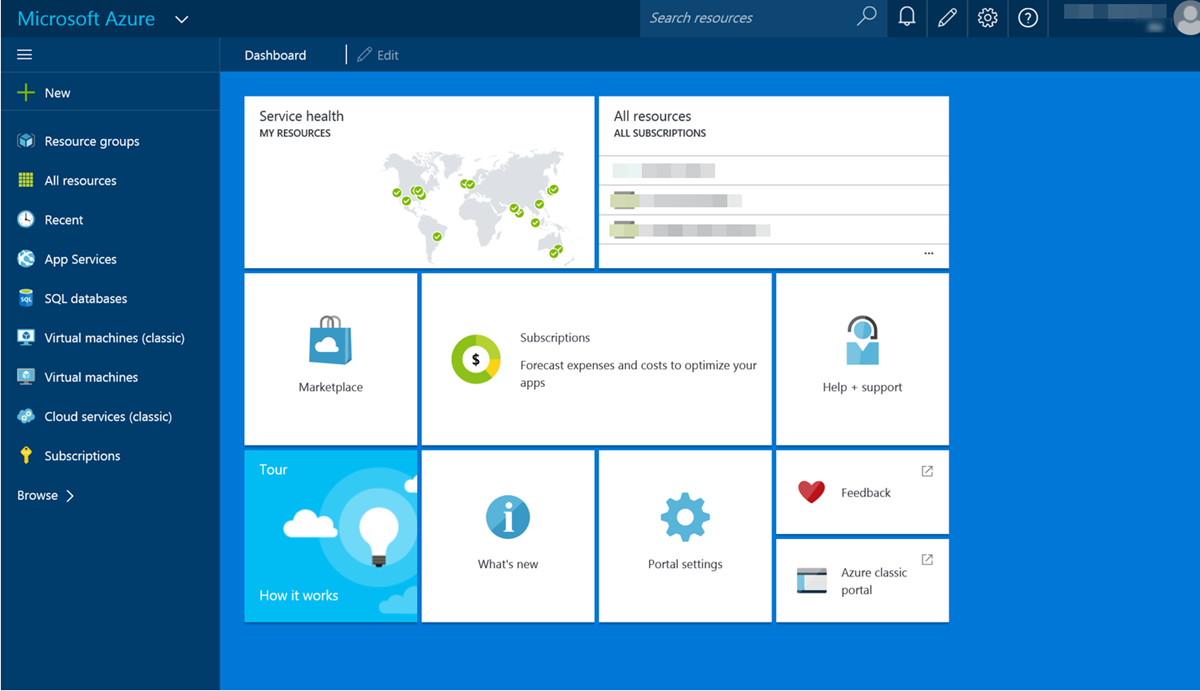 Microsoft Azure
Search resources
Dashboard
Edit
New
Resource groups
All resources
Recent
App Services
SQL
SQL databases
Virtual machines (classic)
Virtual machines
Cloud services (classic)
Subscriptions
Browse
Service health
MY RESOURCES
All resources
ALL SUBSCRIPTIONS
...
Marketplace
$
Subscriptions
Forecast expenses and costs to optimize your
apps
Help + support
Tour
How it works
What's new
Portal settings
Feedback
Azure classic
portal